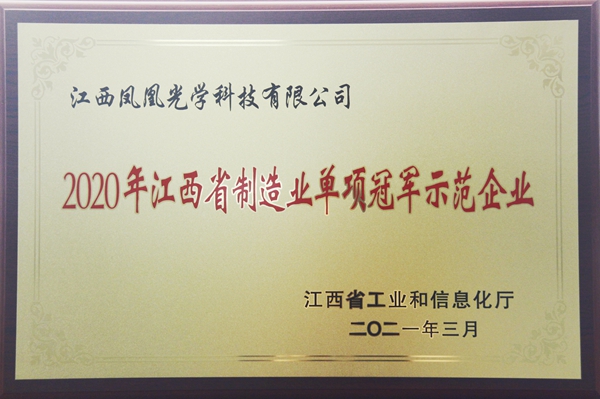 江西凤凰光学科技有限公司
2020年江西省制造业单项冠军示范企业
江西省工业和信息化厅
二〇二一年三月